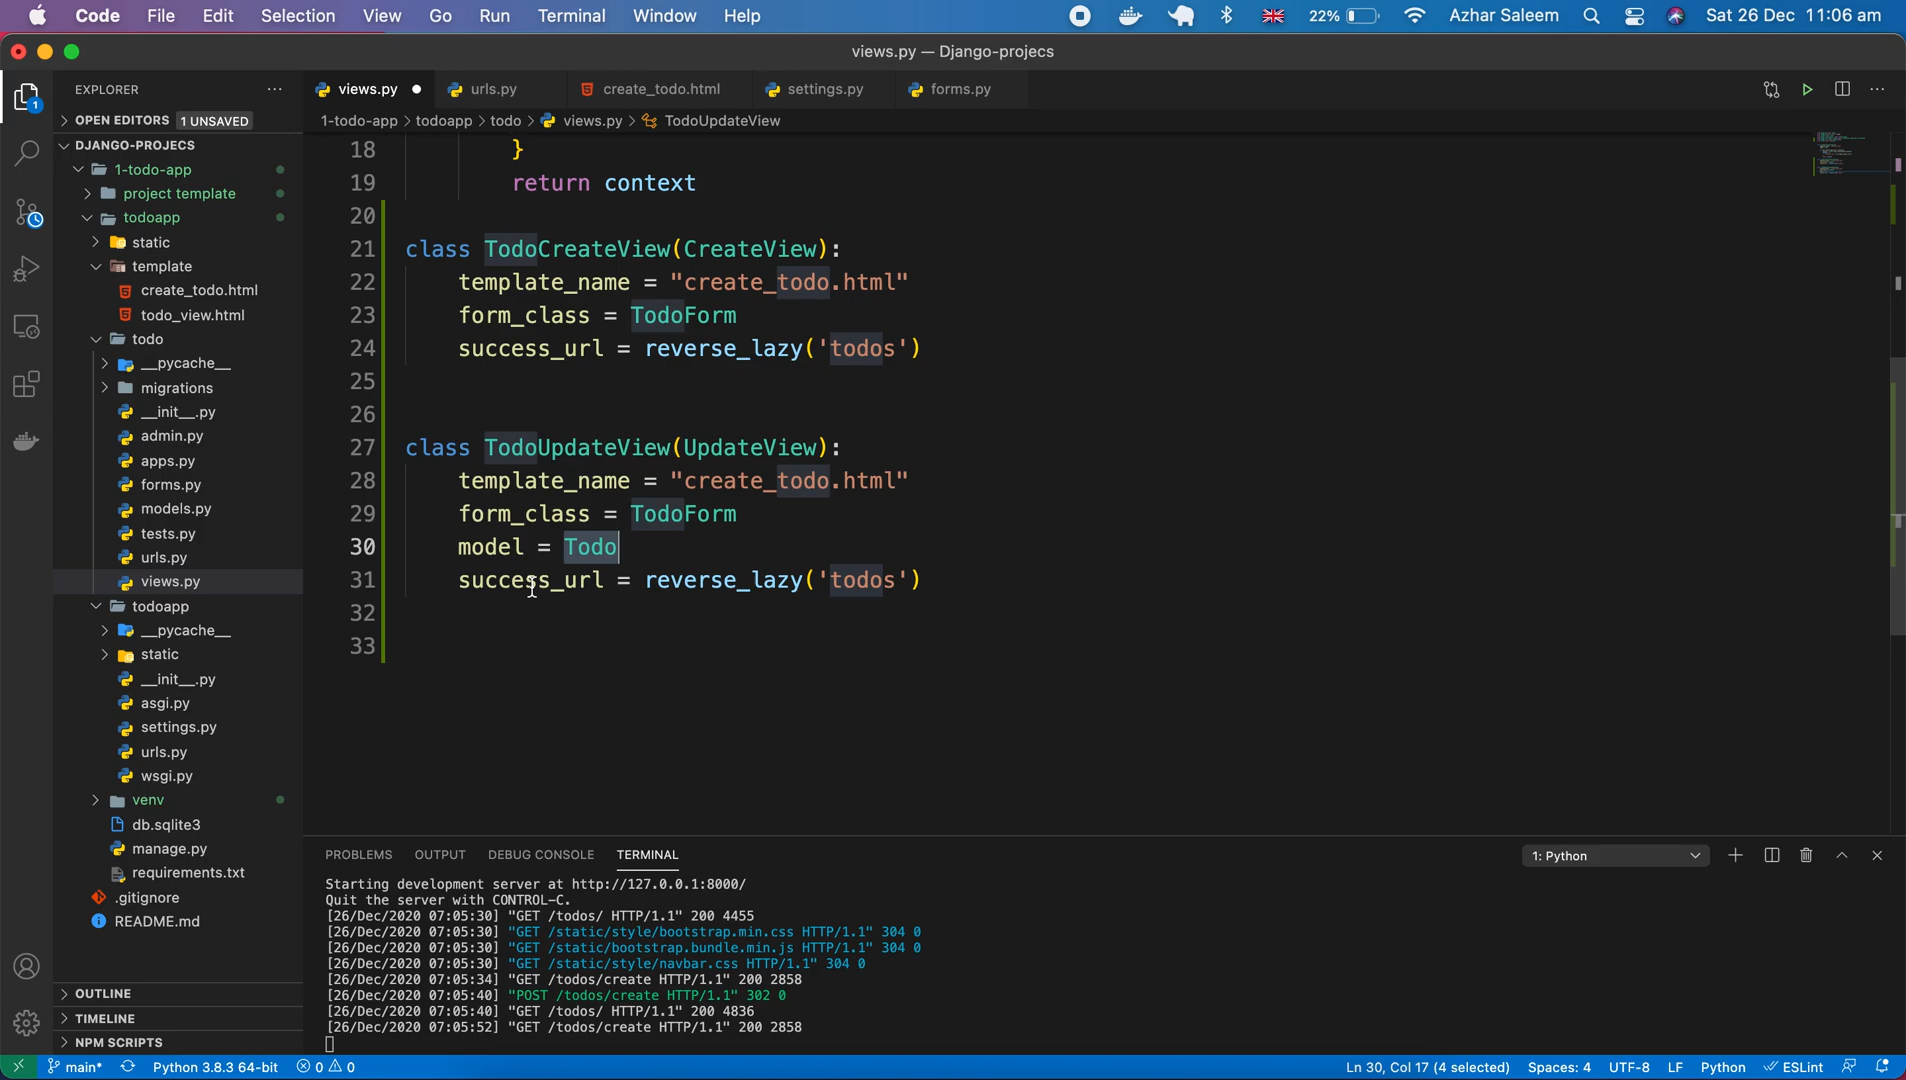 Code File Edit Selection View Go Run Terminal Window Help 22% Azhar Saleem Sat 26 Dec 11:06 am
views.py — Django-projecs
EXPLORER
views.py urls.py create_todo.html settings.py forms.py
1-todo-app > todoapp > todo > views.py > TodoUpdateView
OPEN EDITORS 1 UNSAVED
DJANGO-PROJECS
1-todo-app
project template
todoapp
static
template
create_todo.html
todo_view.html
todo
__pycache__
migrations
__init__.py
admin.py
apps.py
forms.py
models.py
tests.py
urls.py
views.py
todoapp
__pycache__
static
__init__.py
asgi.py
settings.py
urls.py
wsgi.py
venv
db.sqlite3
manage.py
requirements.txt
.gitignore
README.md
OUTLINE
TIMELINE
NPM SCRIPTS
1
18 }
19 return context
20
21 class TodoCreateView(CreateView):
22 template_name = "create_todo.html"
23 form_class = TodoForm
24 success_url = reverse_lazy('todos')
25
26
27 class TodoUpdateView(UpdateView):
28 template_name = "create_todo.html"
29 form_class = TodoForm
30 model = Todo
31 success_url = reverse_lazy('todos')
32
33
PROBLEMS OUTPUT DEBUG CONSOLE TERMINAL 1: Python
Starting development server at http://127.0.0.1:8000/
Quit the server with CONTROL-C.
[26/Dec/2020 07:05:30] "GET /todos/ HTTP/1.1" 200 4455
[26/Dec/2020 07:05:30] "GET /static/style/bootstrap.min.css HTTP/1.1" 304 0
[26/Dec/2020 07:05:30] "GET /static/bootstrap.bundle.min.js HTTP/1.1" 304 0
[26/Dec/2020 07:05:30] "GET /static/style/navbar.css HTTP/1.1" 304 0
[26/Dec/2020 07:05:34] "GET /todos/create HTTP/1.1" 200 2858
[26/Dec/2020 07:05:40] "POST /todos/create HTTP/1.1" 302 0
[26/Dec/2020 07:05:40] "GET /todos/ HTTP/1.1" 200 4836
[26/Dec/2020 07:05:52] "GET /todos/create HTTP/1.1" 200 2858
main* Python 3.8.3 64-bit 0 0 Ln 30, Col 17 (4 selected) Spaces: 4 UTF-8 LF Python ESLint